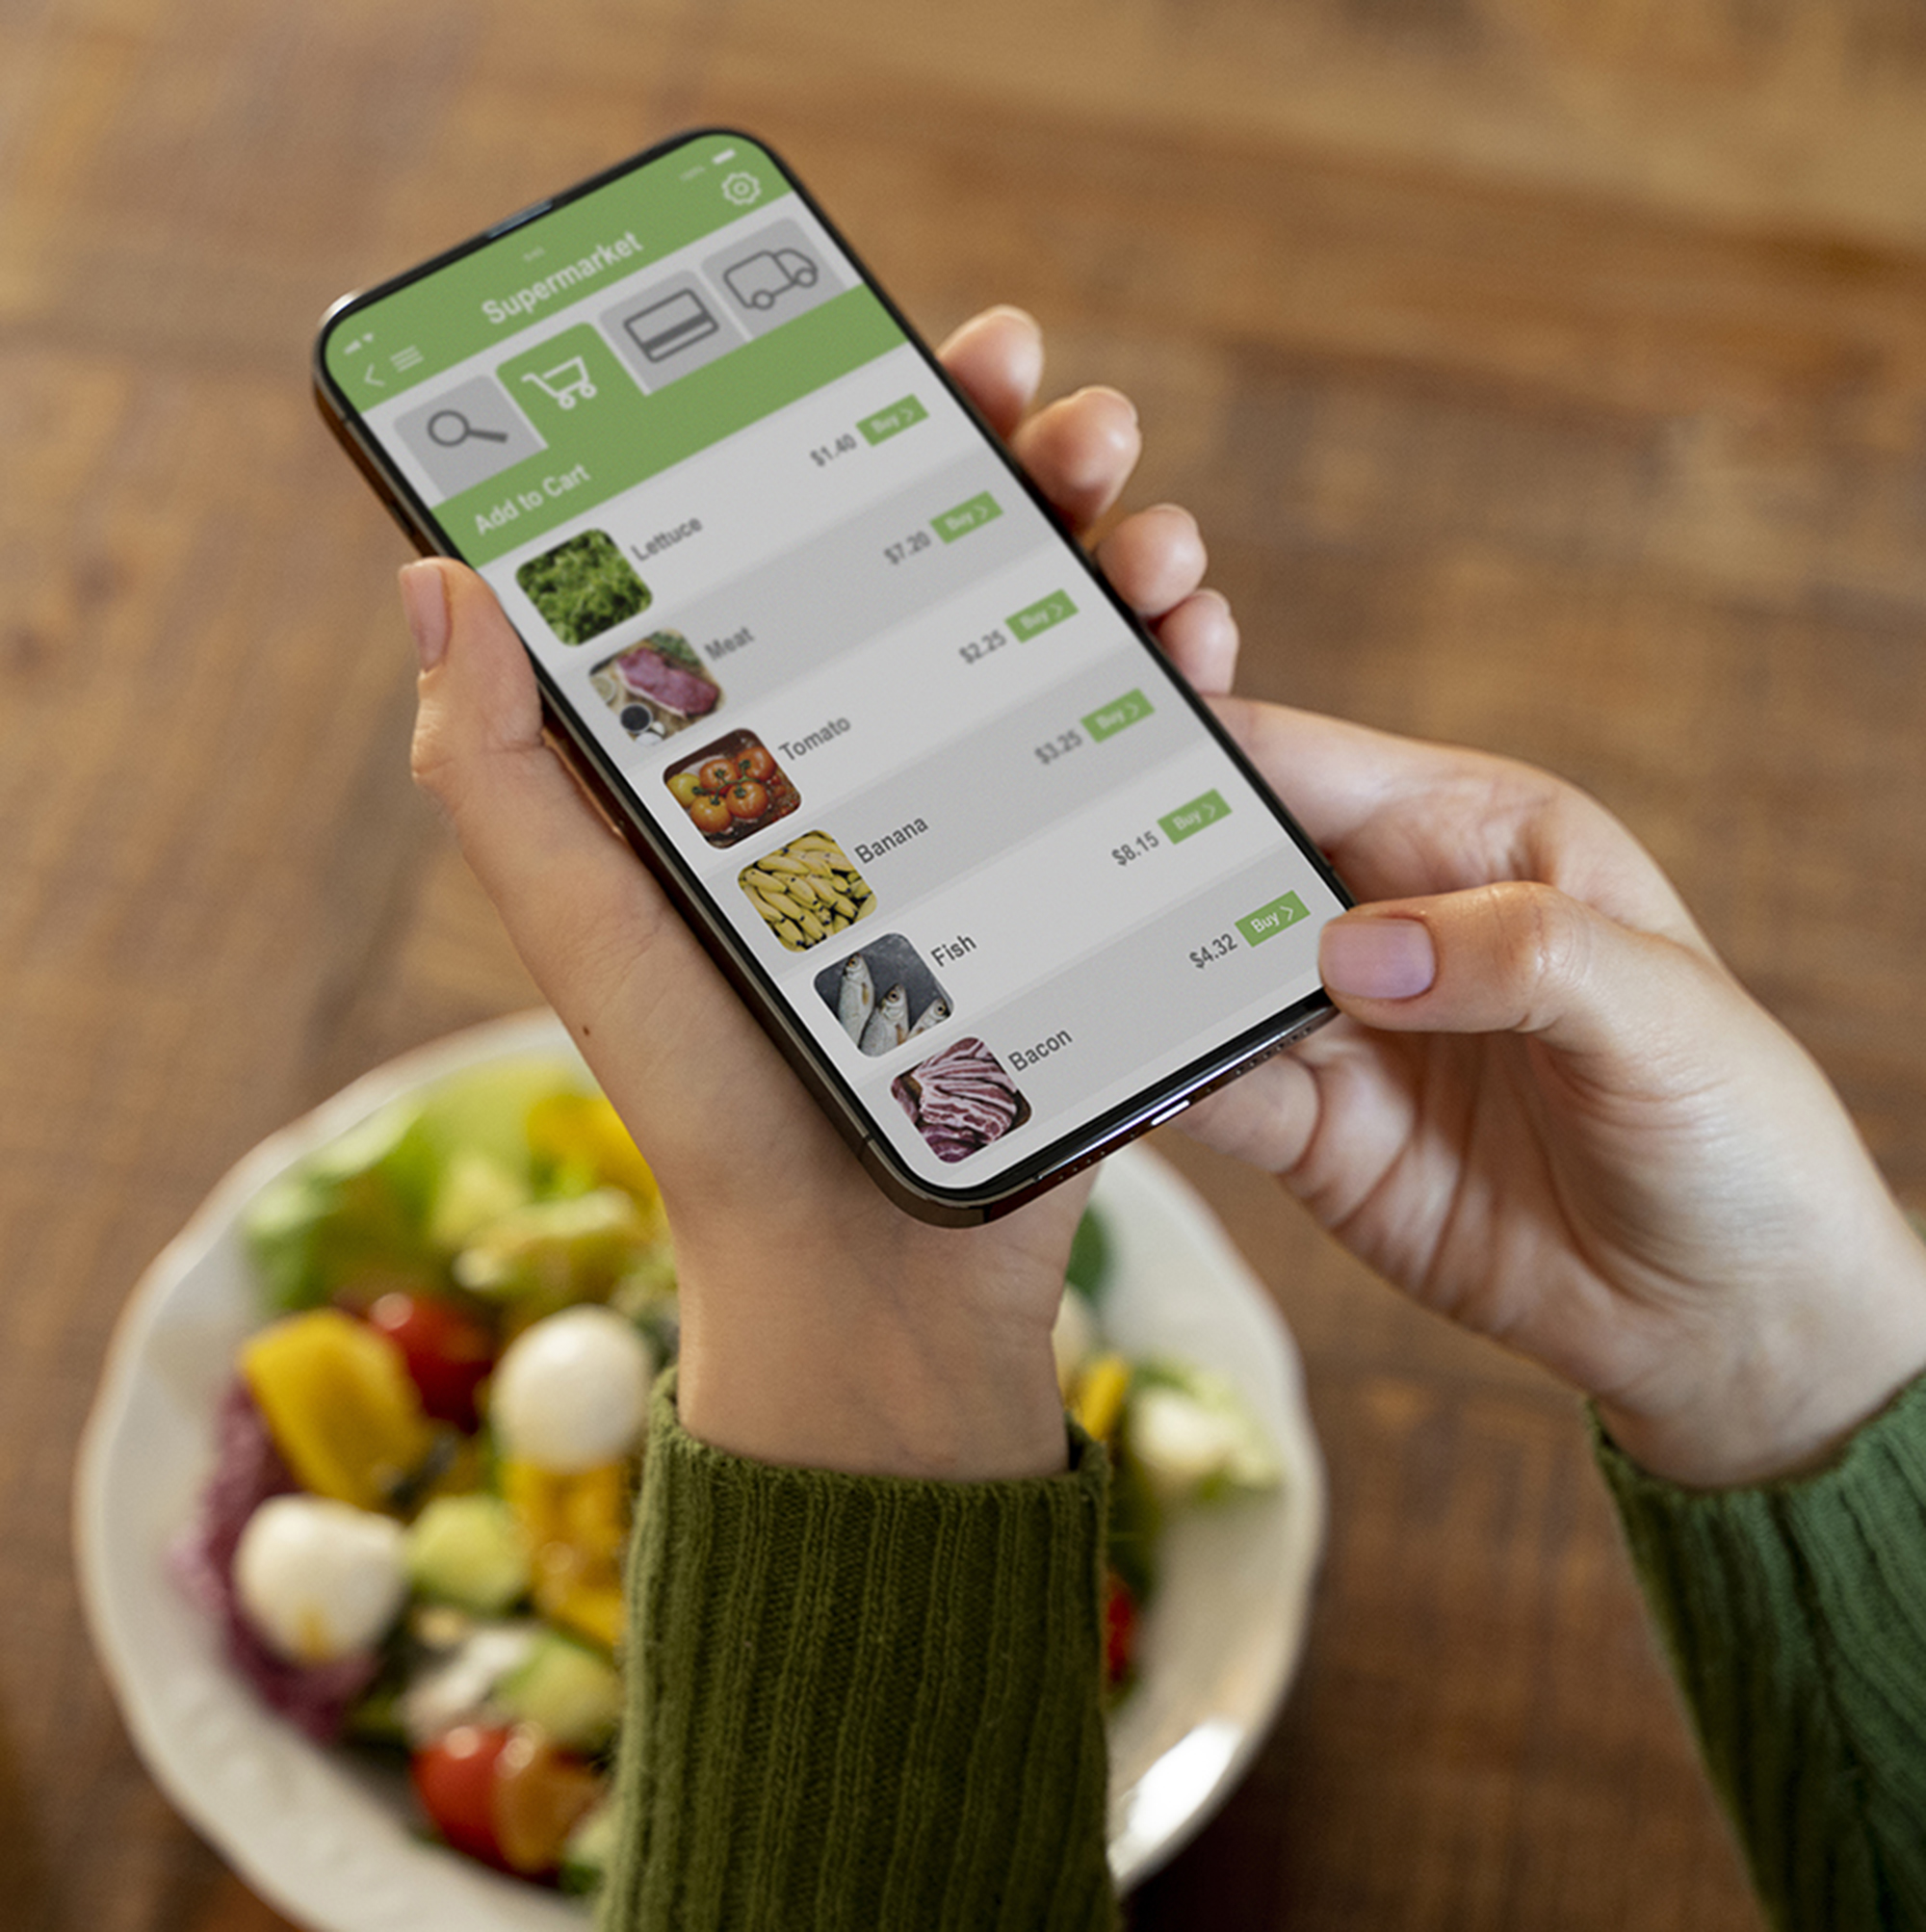 Supermarket
Add to Cart
Lettuce $1.40 Buy
Meat $7.20 Buy
Tomato $2.25 Buy
Banana $3.25 Buy
Fish $8.15 Buy
Bacon $4.32 Buy